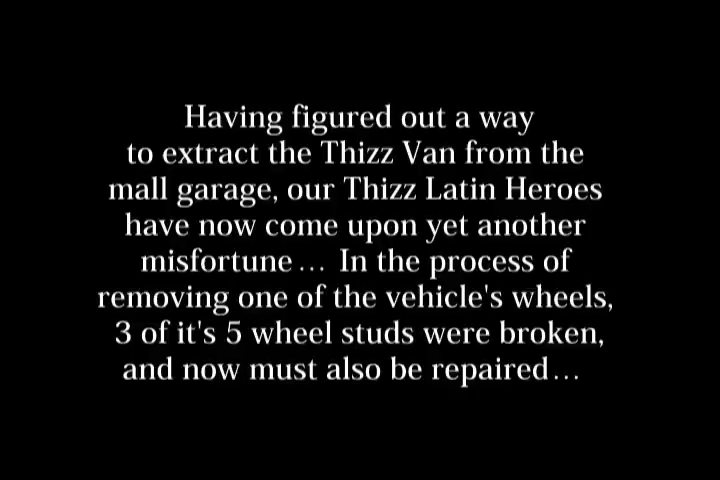 Having figured out a way
to extract the Thizz Van from the
mall garage, our Thizz Latin Heroes
have now come upon yet another
misfortune... In the process of
removing one of the vehicle's wheels,
3 of it's 5 wheel studs were broken,
and now must also be repaired...